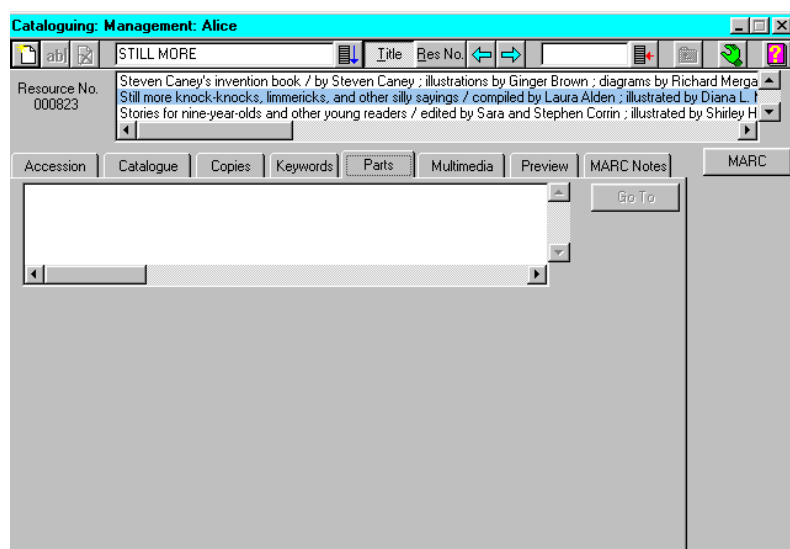 Cataloguing: Management: Alice
ab STILL MORE Title Res No. ?
Resource No.
000823
Steven Caney's invention book / by Steven Caney ; illustrations by Ginger Brown ; diagrams by Richard Merga
Still more knock-knocks, limmericks, and other silly sayings / compiled by Laura Alden ; illustrated by Diana L.
Stories for nine-year-olds and other young readers / edited by Sara and Stephen Corrin ; illustrated by Shirley H
Accession Catalogue Copies Keywords Parts Multimedia Preview MARC Notes MARC
Go To